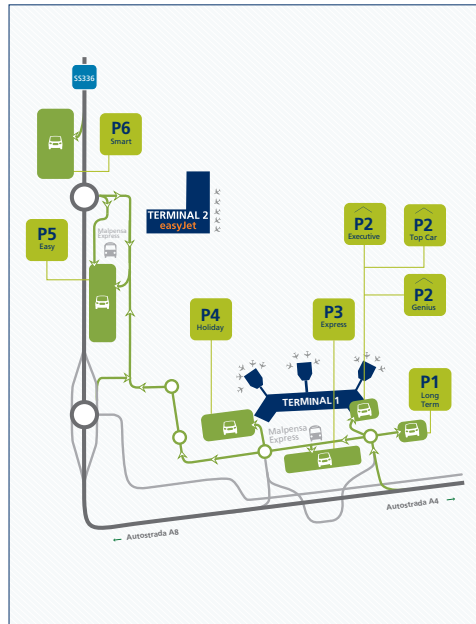 SS336
P6
Smart
TERMINAL 2
easyJet
P5
Easy
Malpensa
Express
P2
Executive
P2
Top Car
P2
Genius
P4
Holiday
P3
Express
P1
Long
Term
TERMINAL 1
Malpensa
Express
← Autostrada A8
Autostrada A4 →